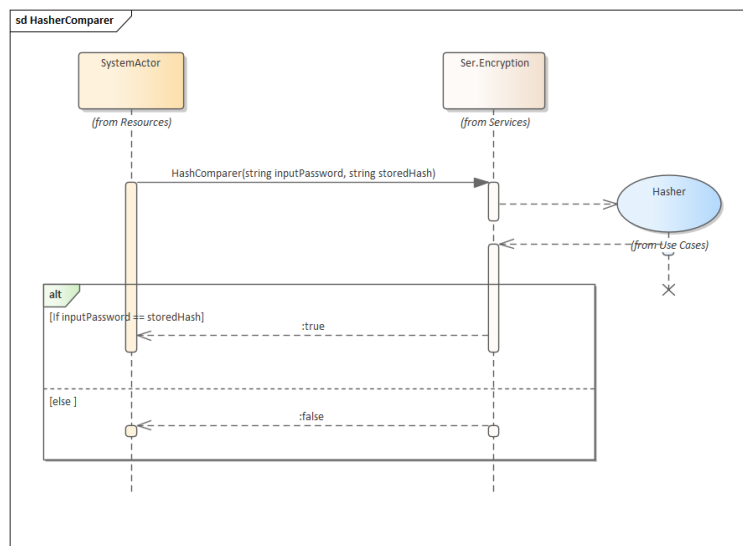 sd HasherComparer
SystemActor
Ser.Encryption
(from Resources)
(from Services)
HashComparer(string inputPassword, string storedHash)
Hasher
(from Use Cases)
alt
[If inputPassword == storedHash]
:true
[else ]
:false